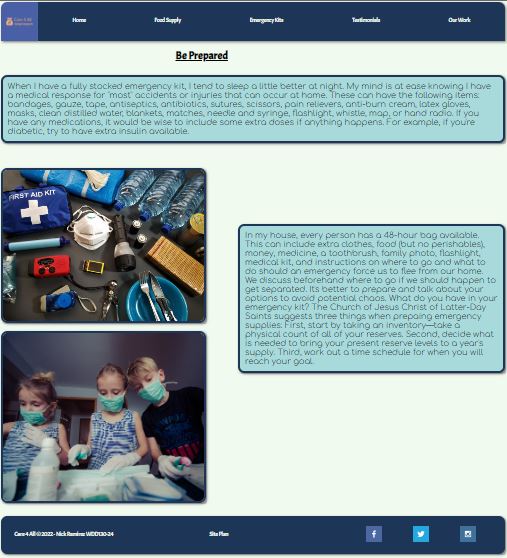 Care 4 All
Home
Food Supply
Emergency Kits
Testimonials
Our Work
Be Prepared
When I have a fully stocked emergency kit, I tend to sleep a little better at night. My mind is at ease knowing I have
a medical response for "most" accidents or injuries that can occur at home. These can have the following items:
bandages, gauze, tape, antiseptics, antibiotics, sutures, scissors, pain relievers, anti-burn cream, latex gloves,
masks, clean distilled water, blankets, matches, needle and syringe, flashlight, whistle, map, or hand radio. If you
have any medications, it would be wise to include some extra doses if anything happens. For example, if you're
diabetic, try to have extra insulin available.
FIRST AID KIT
In my house, every person has a 48-hour bag available.
This can include extra clothes, food (but no perishables),
money, medicine, a toothbrush, family photo, flashlight,
medical kit, and instructions on where to go and what to
do should an emergency force us to flee from our home.
We discuss beforehand where to go if we should happen to
get separated. Its better to prepare and talk about your
options to avoid potential chaos. What do you have in your
emergency kit? The Church of Jesus Christ of Latter-Day
Saints suggests three things when prepaing emergency
supplies: First, start by taking an inventory—take a
physical count of all of your reserves. Second, decide what
is needed to bring your present reserve levels to a year's
supply. Third, work out a time schedule for when you will
reach your goal.
Care 4 All © 2022 - Nick Ramirez WDD130-24
Site Plan